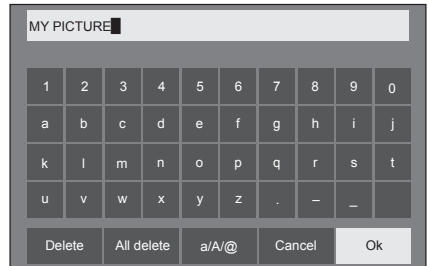 MY PICTURE
1 2 3 4 5 6 7 8 9 0
a b c d e f g h i j
k l m n o p q r s t
u v w x y z . – _
Delete All delete a/A/@ Cancel Ok